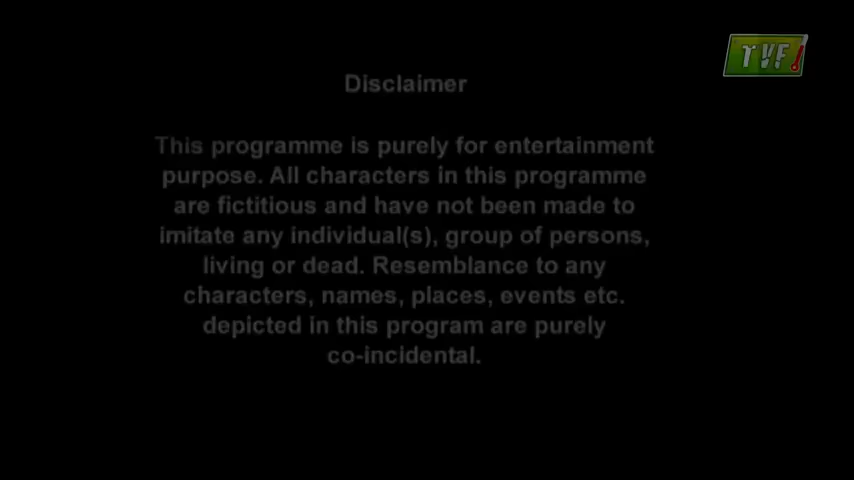 TVF!
Disclaimer
This programme is purely for entertainment
purpose. All characters in this programme
are fictitious and have not been made to
imitate any individual(s), group of persons,
living or dead. Resemblance to any
characters, names, places, events etc.
depicted in this program are purely
co-incidental.